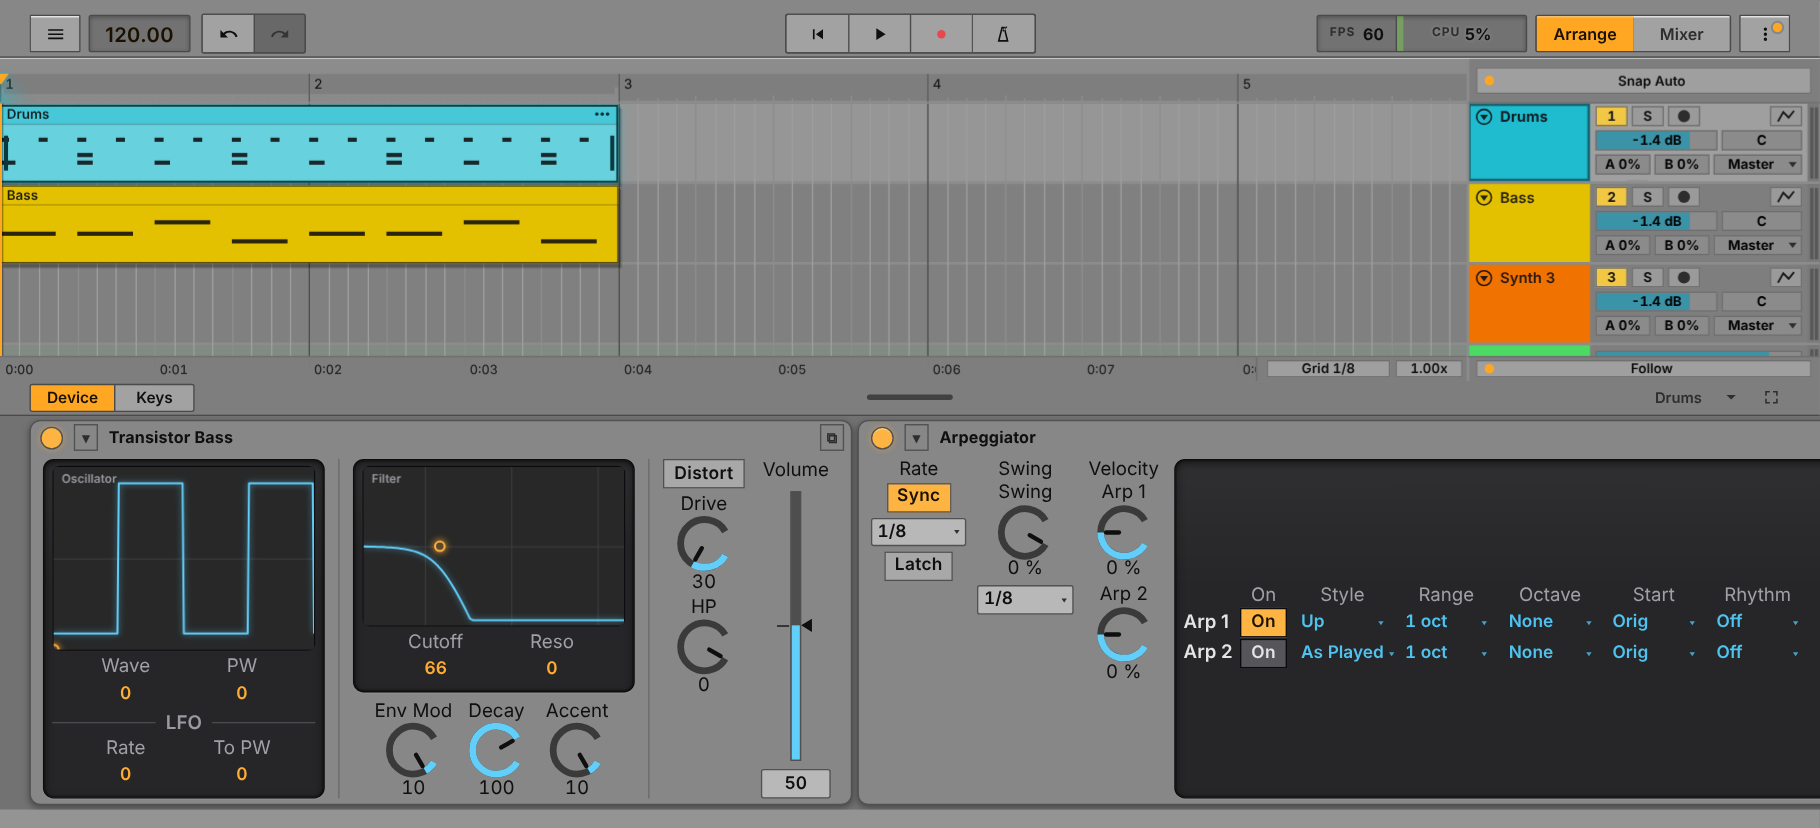 120.00
FPS 60 CPU 5%
Arrange Mixer
1 2 3 4 5
Snap Auto
Drums
Drums 1 S
-1.4 dB C
A 0% B 0% Master
Bass
Bass 2 S
-1.4 dB C
A 0% B 0% Master
Synth 3 3 S
-1.4 dB C
A 0% B 0% Master
0:00 0:01 0:02 0:03 0:04 0:05 0:06 0:07 0: Grid 1/8 1.00x Follow
Device Keys Drums
Transistor Bass
Oscillator
Wave PW
0 0
LFO
Rate To PW
0 0
Filter
Cutoff Reso
66 0
Env Mod Decay Accent
10 100 10
Distort
Drive
30
HP
0
Volume
50
Arpeggiator
Rate
Sync
1/8
Latch
Swing
Swing
0 %
1/8
Velocity
Arp 1
0 %
Arp 2
0 %
On Style Range Octave Start Rhythm
Arp 1 On Up 1 oct None Orig Off
Arp 2 On As Played 1 oct None Orig Off